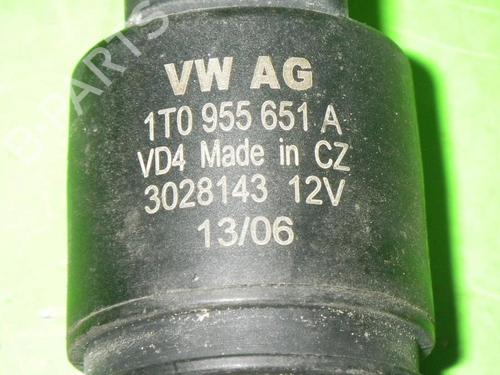 B-PARTS
VW AG
1T0 955 651 A
VD4 Made in CZ
3028143 12V
13/06